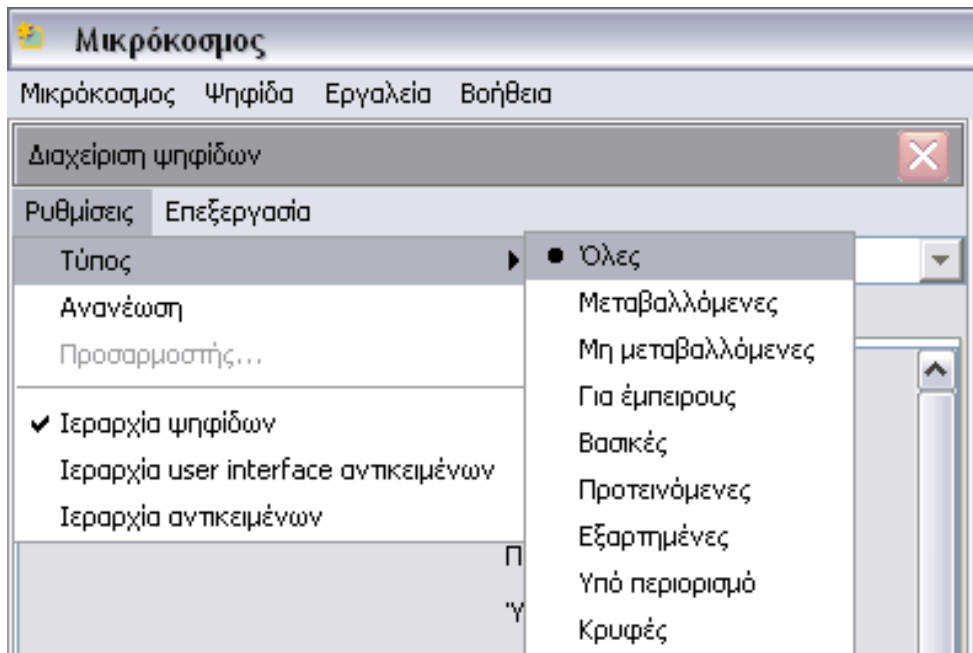 Μικρόκοσμος
Μικρόκοσμος Ψηφίδα Εργαλεία Βοήθεια
Διαχείριση ψηφίδων
Ρυθμίσεις Επεξεργασία
Τύπος
Ανανέωση
Προσαρμοστής...
Ιεραρχία ψηφίδων
Ιεραρχία user interface αντικειμένων
Ιεραρχία αντικειμένων
Όλες
Μεταβαλλόμενες
Μη μεταβαλλόμενες
Για έμπειρους
Βασικές
Προτεινόμενες
Εξαρτημένες
Υπό περιορισμό
Κρυφές